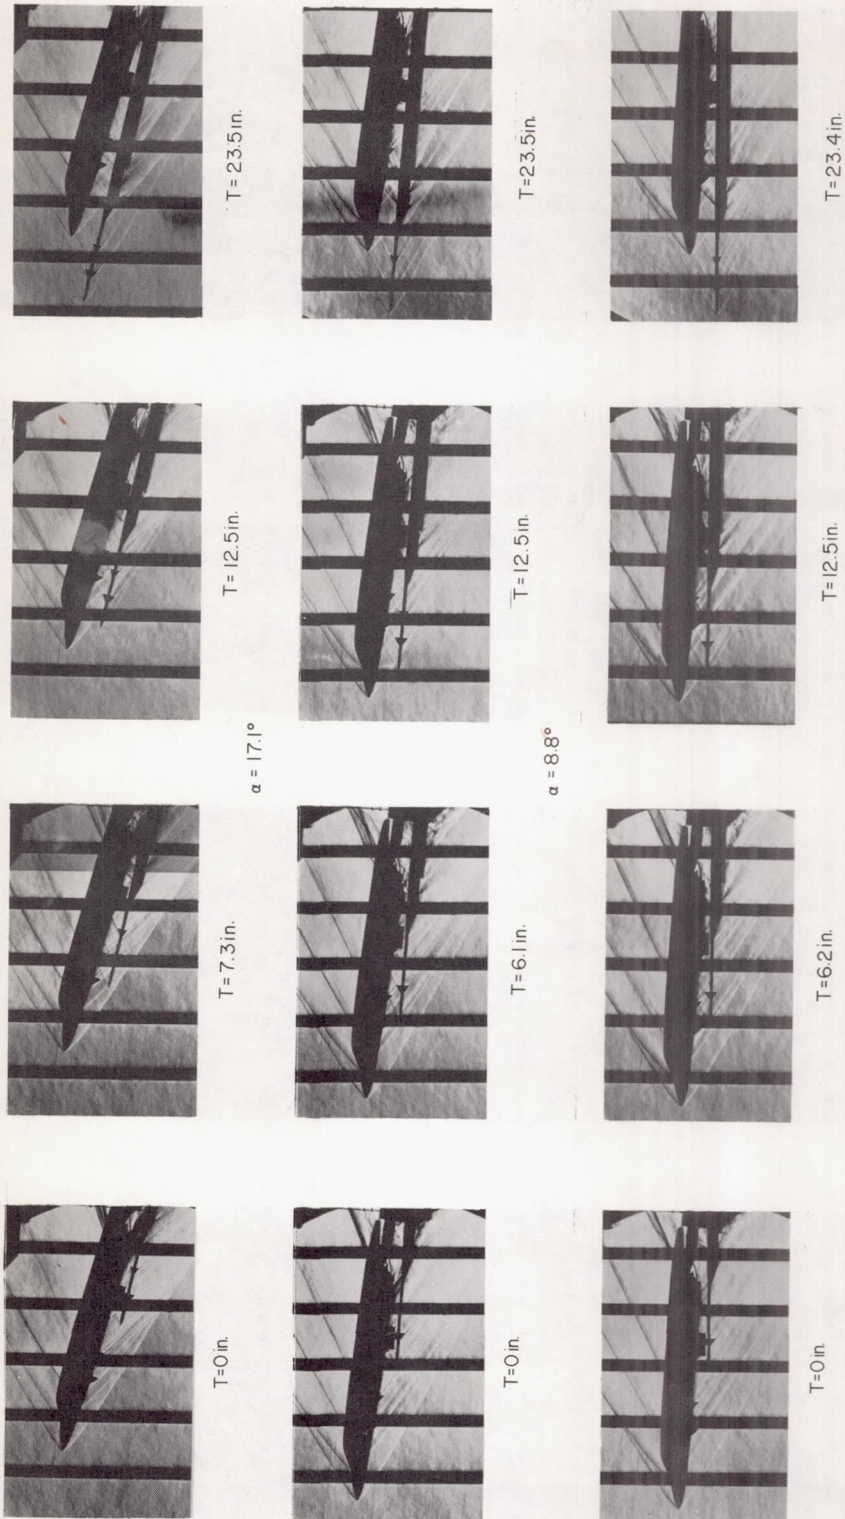 T=0in.
T=7.3in.
T=12.5in.
T=23.5in.
α = 17.1°
T=0in.
T=6.1in.
T=12.5in.
T=23.5in.
α = 8.8°
T=0in.
T=6.2in.
T=12.5in.
T=23.4in.